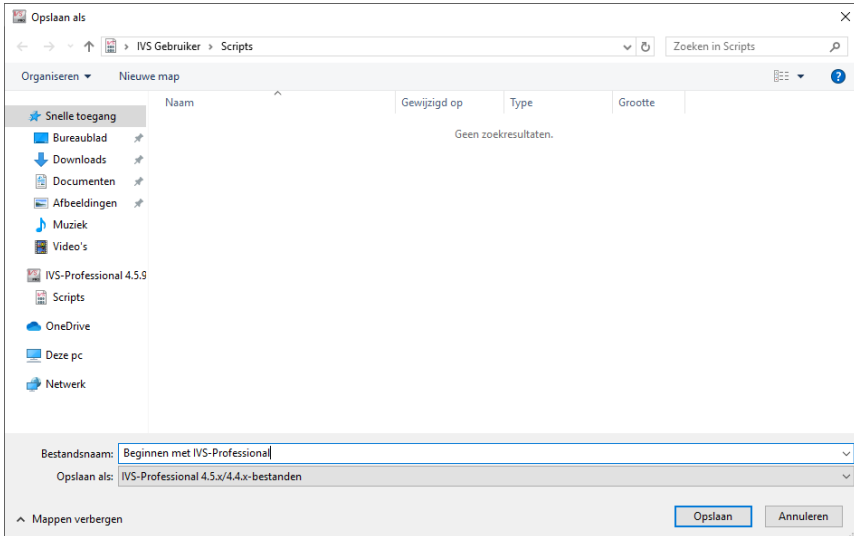 Opslaan als
IVS Gebruiker › Scripts
Zoeken in Scripts
Organiseren
Nieuwe map
Naam
Gewijzigd op
Type
Grootte
Geen zoekresultaten.
Snelle toegang
Bureaublad
Downloads
Documenten
Afbeeldingen
Muziek
Video's
IVS-Professional 4.5.9
Scripts
OneDrive
Deze pc
Netwerk
Bestandsnaam: Beginnen met IVS-Professional
Opslaan als: IVS-Professional 4.5.x/4.4.x-bestanden
Mappen verbergen
Opslaan
Annuleren